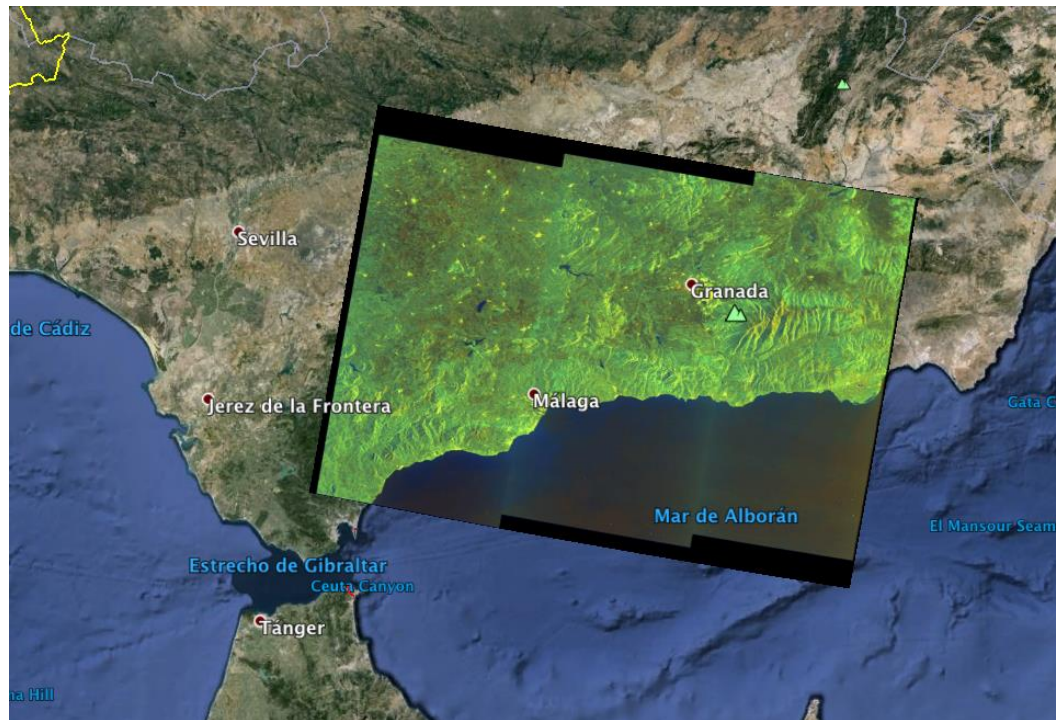 Sevilla
Granada
de Cádiz
Málaga
Jerez de la Frontera
Gata C
Mar de Alborán
El Mansour Seam
Estrecho de Gibraltar
Ceuta Canyon
Tánger
na Hill